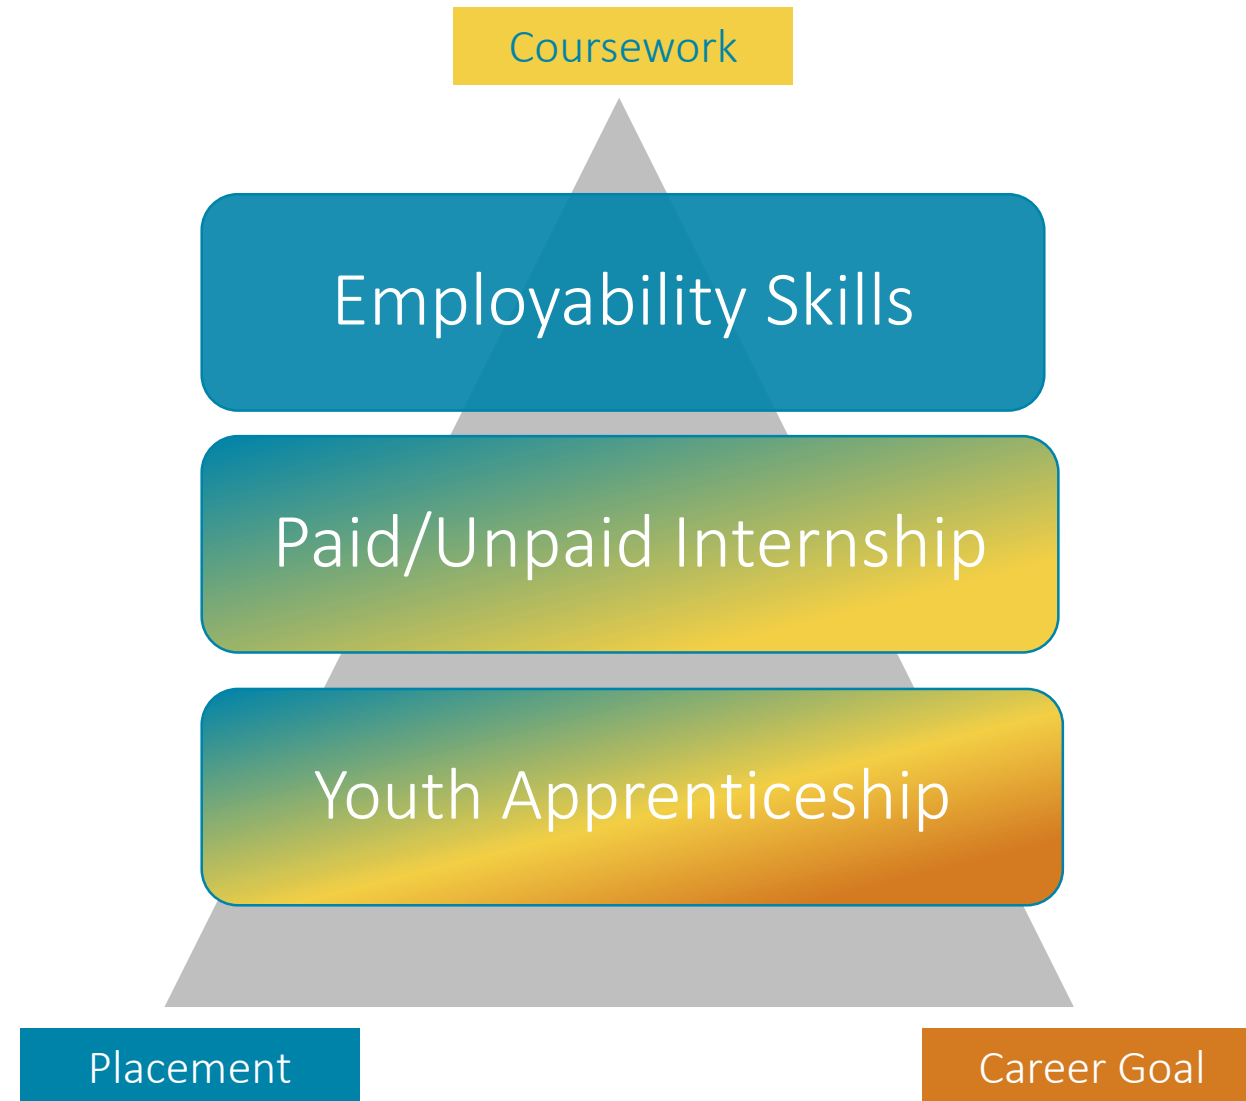 Coursework
Employability Skills
Paid/Unpaid Internship
Youth Apprenticeship
Placement
Career Goal